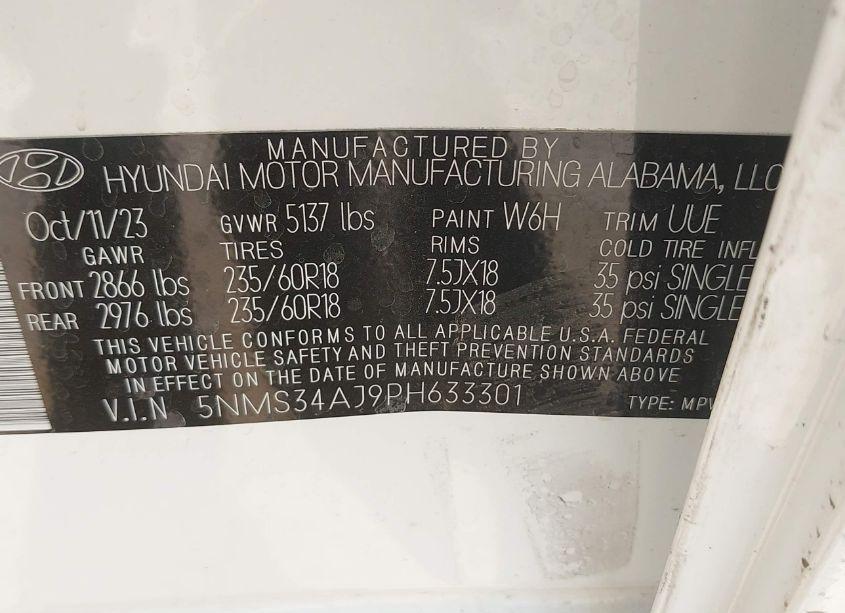 MANUFACTURED BY
HYUNDAI MOTOR MANUFACTURING ALABAMA, LLC
Oct/11/23 GVWR 5137 lbs PAINT W6H TRIM UUE
GAWR TIRES RIMS COLD TIRE INFL
FRONT 2866 lbs 235/60R18 7.5JX18 35 psi SINGLE
REAR 2976 lbs 235/60R18 7.5JX18 35 psi SINGLE
THIS VEHICLE CONFORMS TO ALL APPLICABLE U.S.A. FEDERAL
MOTOR VEHICLE SAFETY AND THEFT PREVENTION STANDARDS
IN EFFECT ON THE DATE OF MANUFACTURE SHOWN ABOVE
V.I.N 5NMS34AJ9PH633301 TYPE: MPV